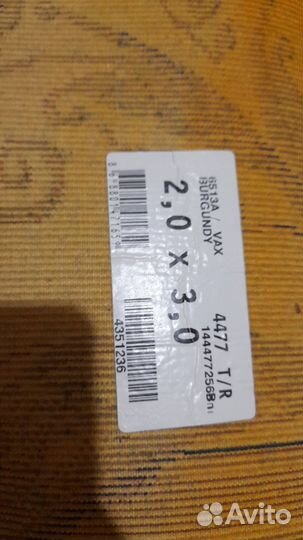 6513A / VAX
BURGUNDY
4477 T/R
2,0 x 3,0
4351236
Avito